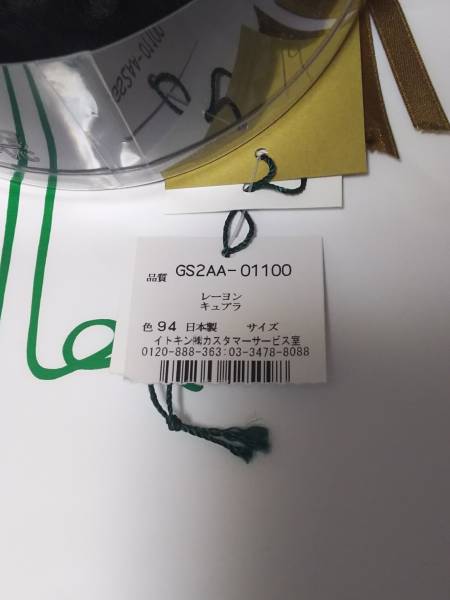 品質 GS2AA-01100
レーヨン
キュプラ
色 94 日本製 サイズ
イトキン㈱カスタマーサービス室
0120-888-363:03-3478-8088